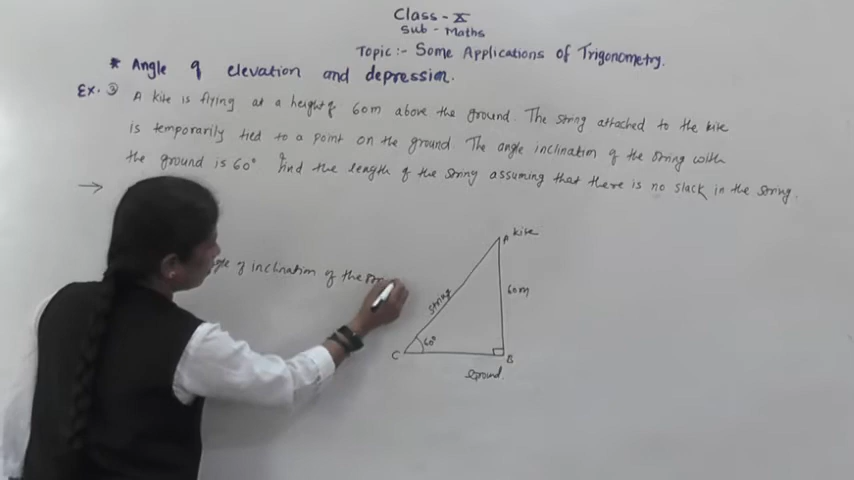 Class - X
Sub - Maths
Topic :- Some Applications of Trigonometry.
* Angle of elevation and depression.
Ex. 3 A kite is flying at a height of 60m above the ground. The string attached to the kite
is temporarily tied to a point on the ground. The angle inclination of the string with
the ground is 60° find the length of the string assuming that there is no slack in the string.
→
A kite
of inclination of the
string
60m
60°
C
B
Ground.